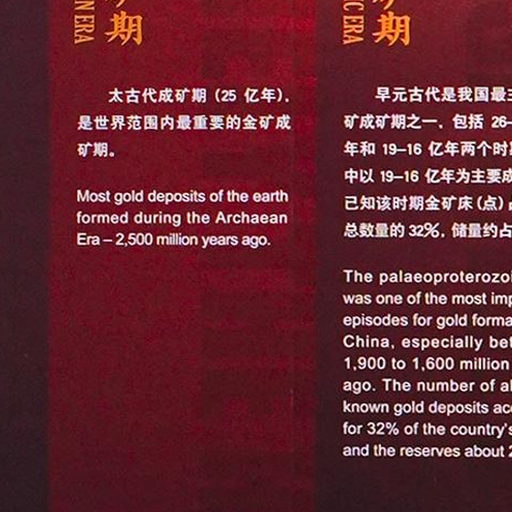 N ERA
期
太古代成矿期（25 亿年），
是世界范围内最重要的金矿成
矿期。
Most gold deposits of the earth
formed during the Archaean
Era – 2,500 million years ago.
C ERA
期
早元古代是我国最主
矿成矿期之一，包括 26–
年和 19–16 亿年两个时期
中以 19–16 亿年为主要成
已知该时期金矿床（点）占
总数量的 32%，储量约占
The palaeoproterozoi
was one of the most imp
episodes for gold forma
China, especially bet
1,900 to 1,600 million
ago. The number of al
known gold deposits acc
for 32% of the country's
and the reserves about 2